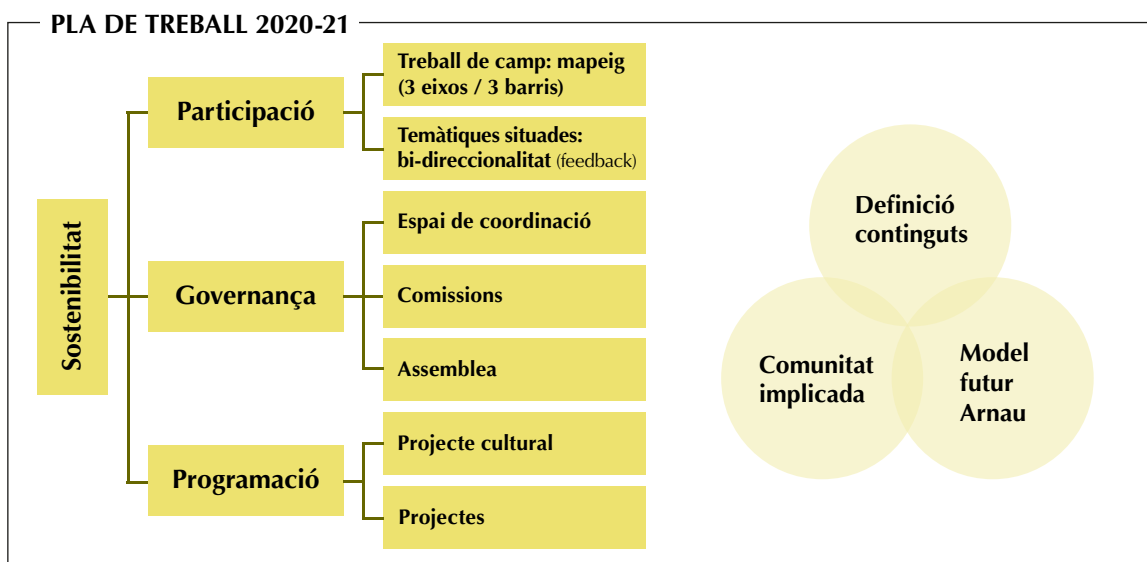 PLA DE TREBALL 2020-21
Sostenibilitat
Participació
Treball de camp: mapeig
(3 eixos / 3 barris)
Temàtiques situades:
bi-direccionalitat (feedback)
Governança
Espai de coordinació
Comissions
Assemblea
Programació
Projecte cultural
Projectes
Definició
continguts
Comunitat
implicada
Model
futur
Arnau